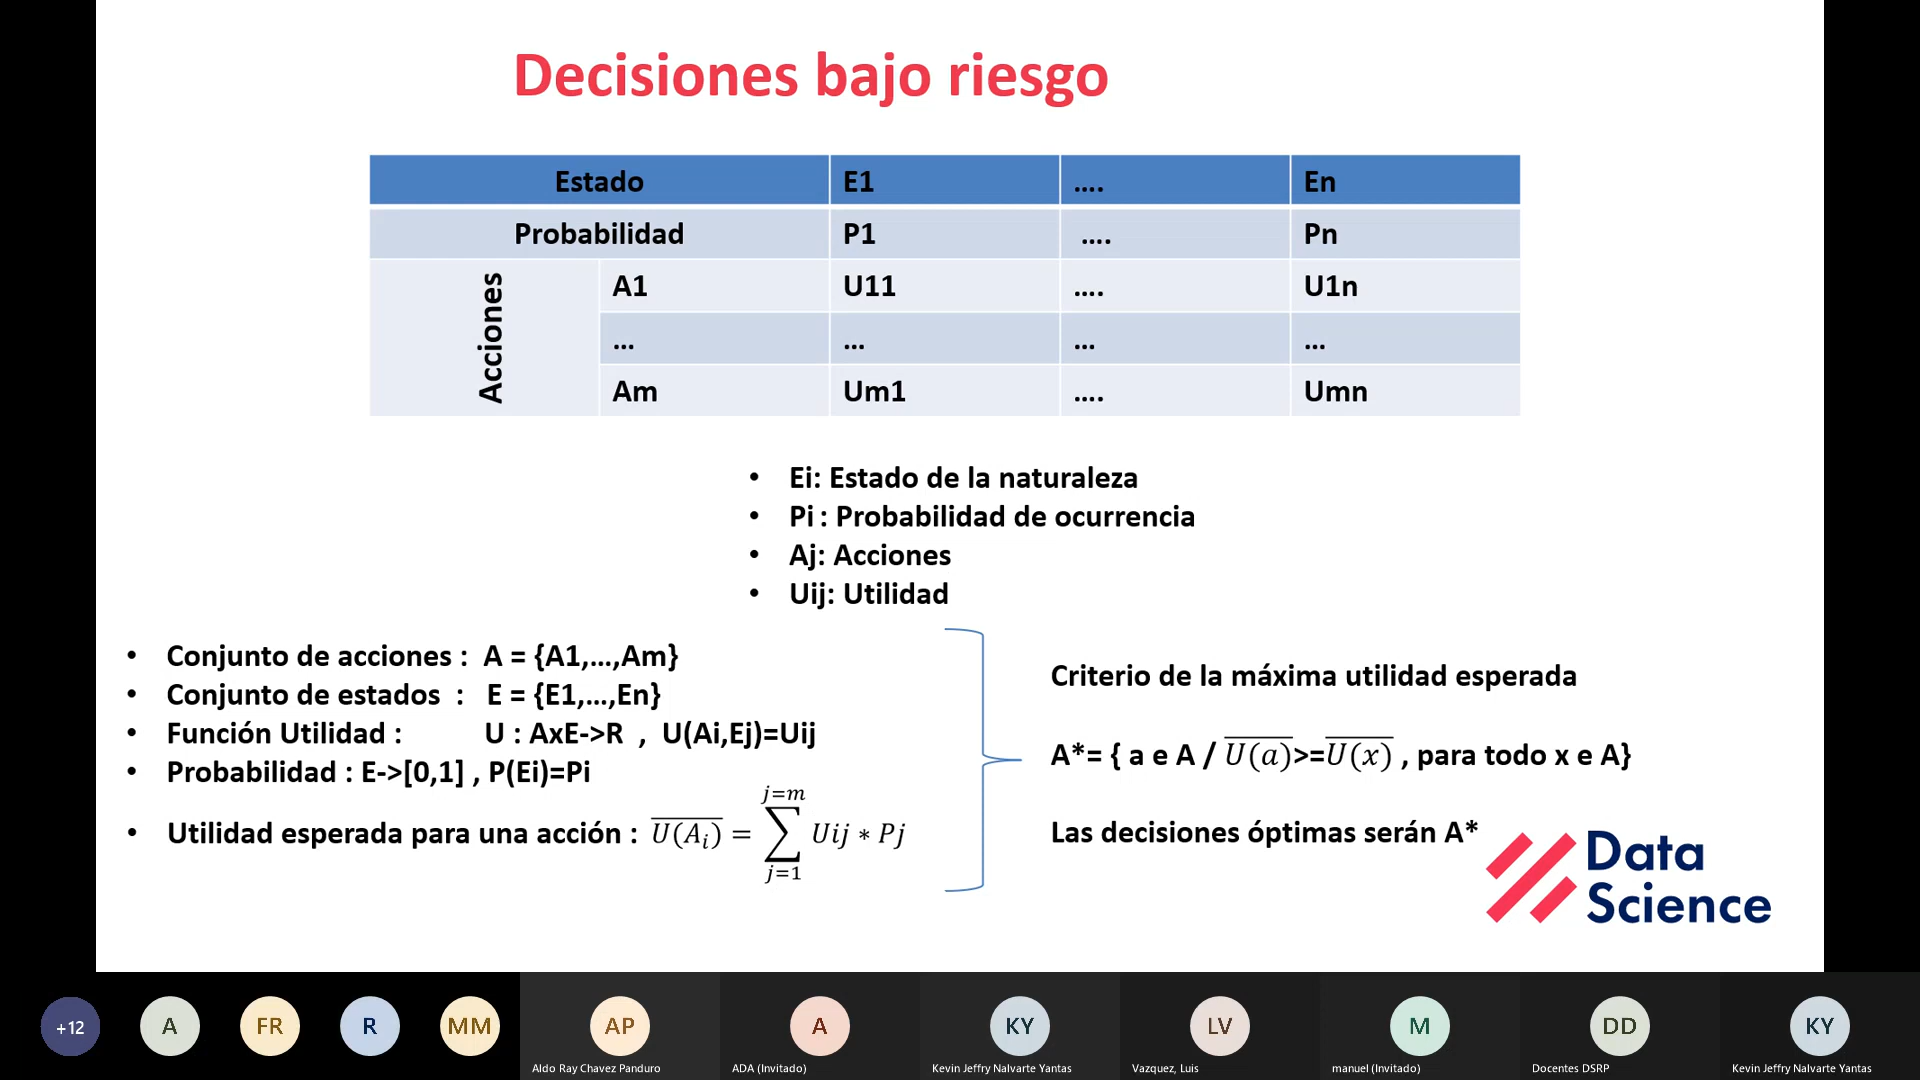 Decisiones bajo riesgo
Estado E1 .... En
Probabilidad P1 .... Pn
Acciones
A1 U11 .... U1n
... ... ... ...
Am Um1 .... Umn
• Ei: Estado de la naturaleza
• Pi : Probabilidad de ocurrencia
• Aj: Acciones
• Uij: Utilidad
• Conjunto de acciones : A = {A1,...,Am}
• Conjunto de estados : E = {E1,...,En}
• Función Utilidad : U : AxE->R , U(Ai,Ej)=Uij
• Probabilidad : E->[0,1] , P(Ei)=Pi
• Utilidad esperada para una acción : $\overline{U(A_i)} = \sum_{j=1}^{j=m} Uij * Pj$
Criterio de la máxima utilidad esperada
A*= { a e A / $\overline{U(a)}$>=$\overline{U(x)}$ , para todo x e A}
Las decisiones óptimas serán A*
Data
Science
+12 A FR R MM AP A KY LV M DD KY
Aldo Ray Chavez Panduro ADA (Invitado) Kevin Jeffry Nalvarte Yantas Vazquez, Luis manuel (Invitado) Docentes DSRP Kevin Jeffry Nalvarte Yantas